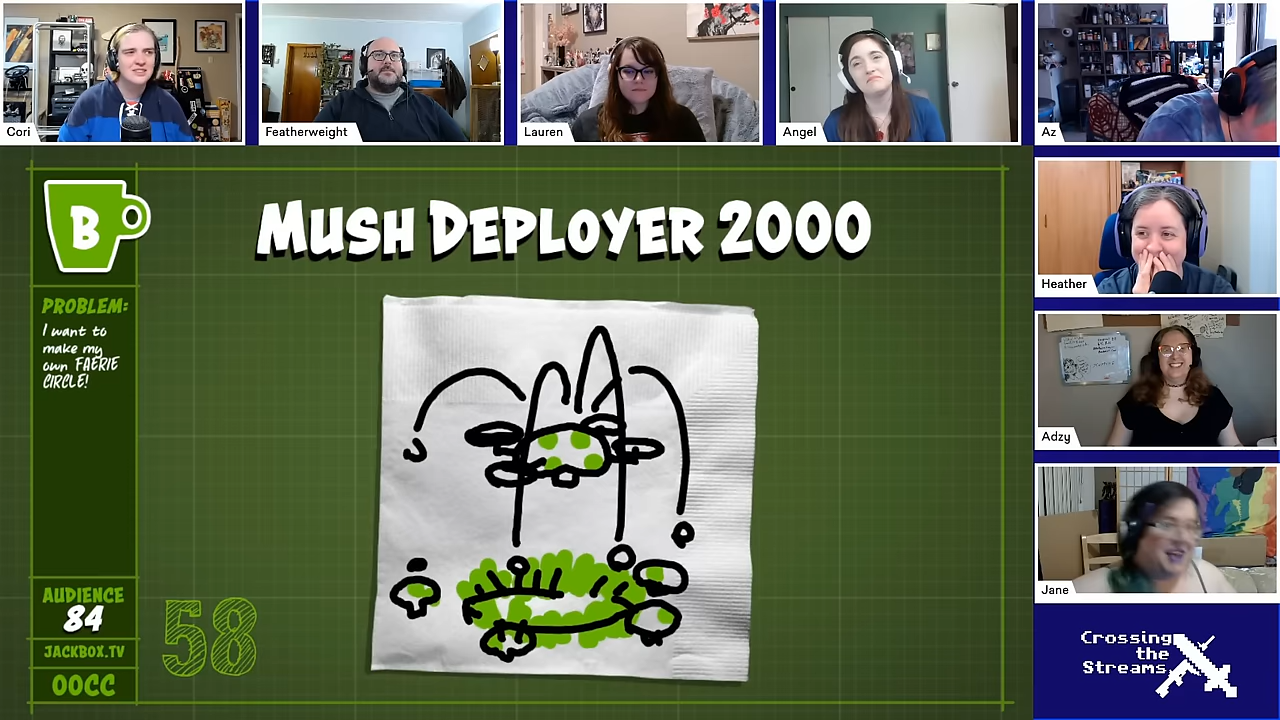 Cori
Featherweight
Lauren
Angel
Az
B
MUSH DEPLOYER 2000
PROBLEM:
I want to
make my
own FAERIE
CIRCLE!
Heather
Adzy
AUDIENCE
84
JACKBOX.TV
OOCC
58
Jane
Crossing
the
Streams